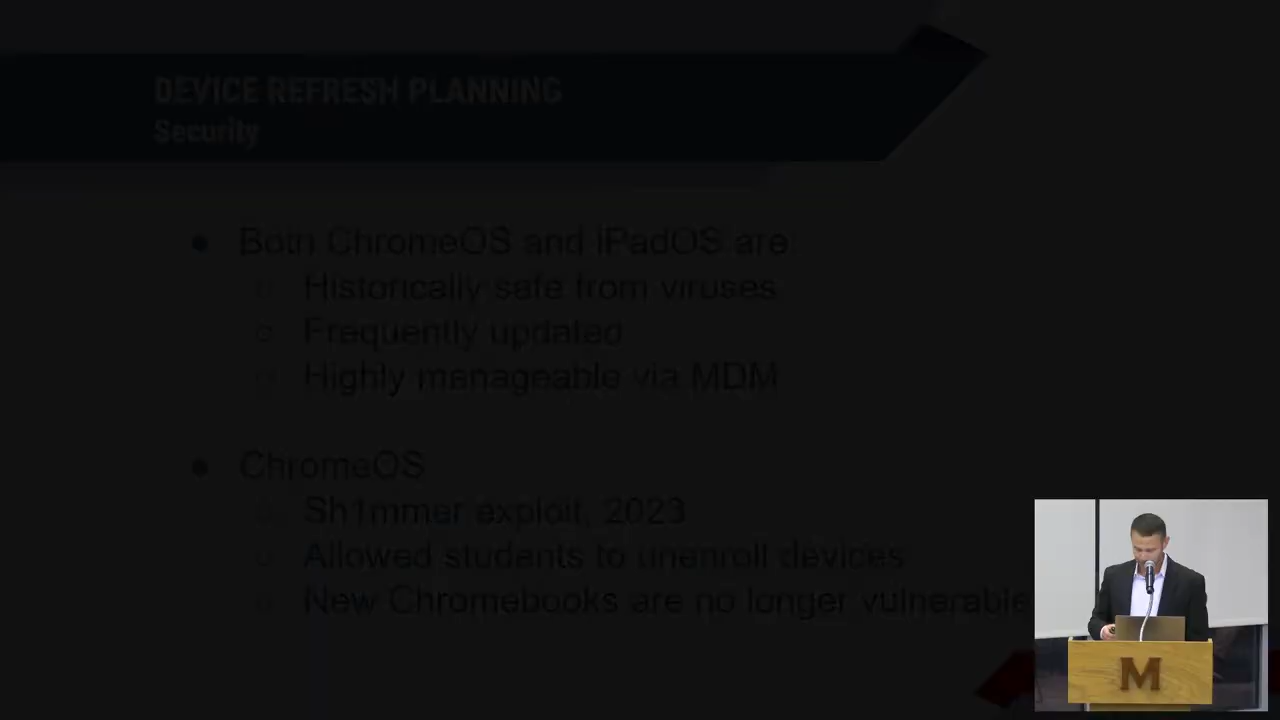 DEVICE REFRESH PLANNING
Security
Both ChromeOS and iPadOS are:
Historically safe from viruses
Frequently updated
Highly manageable via MDM
ChromeOS
Sh1mmer exploit, 2023
Allowed students to unenroll devices
New Chromebooks are no longer vulnerable
M